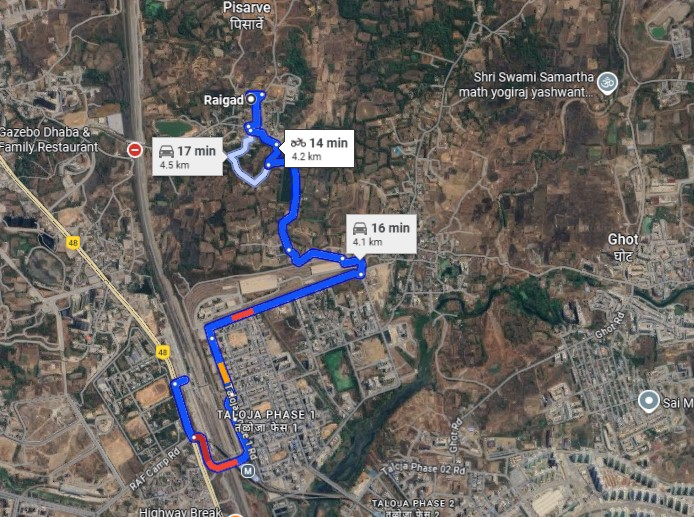 Pisarve
पिसार्वे
Shri Swami Samartha
math yogiraj yashwant...
Raigad
Gazebo Dhaba &
Family Restaurant
17 min
4.5 km
14 min
4.2 km
16 min
4.1 km
48
Ghot
घोट
Ghot Rd
48
TALOJA PHASE 1
तळोजा फेस 1
Sai M
Ghot Rd
RAF Camp Rd
M
Taloja Phase 02 Rd
Highway Break
TALOJA PHASE 2
तळोजा फेस 2